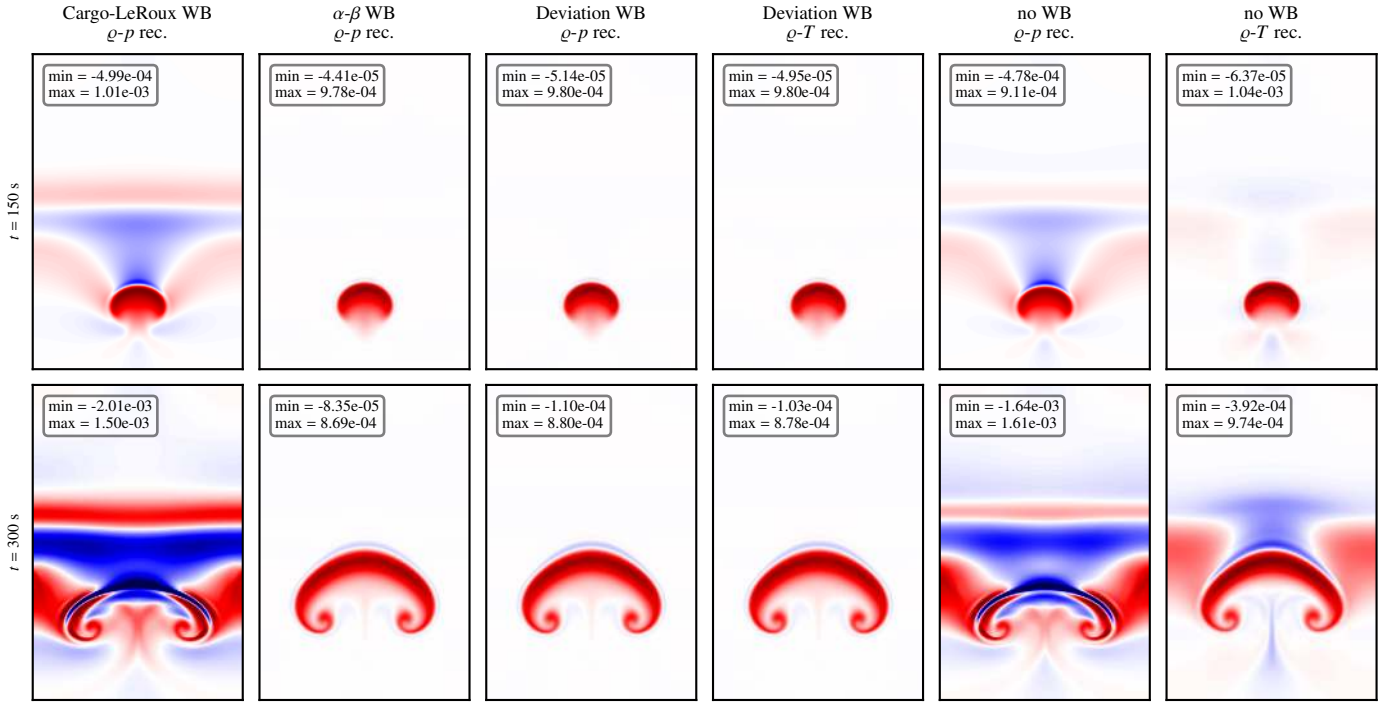 Cargo-LeRoux WB
ϱ-p rec.
α-β WB
ϱ-p rec.
Deviation WB
ϱ-p rec.
Deviation WB
ϱ-T rec.
no WB
ϱ-p rec.
no WB
ϱ-T rec.
t = 150 s
min = -4.99e-04
max = 1.01e-03
min = -4.41e-05
max = 9.78e-04
min = -5.14e-05
max = 9.80e-04
min = -4.95e-05
max = 9.80e-04
min = -4.78e-04
max = 9.11e-04
min = -6.37e-05
max = 1.04e-03
t = 300 s
min = -2.01e-03
max = 1.50e-03
min = -8.35e-05
max = 8.69e-04
min = -1.10e-04
max = 8.80e-04
min = -1.03e-04
max = 8.78e-04
min = -1.64e-03
max = 1.61e-03
min = -3.92e-04
max = 9.74e-04